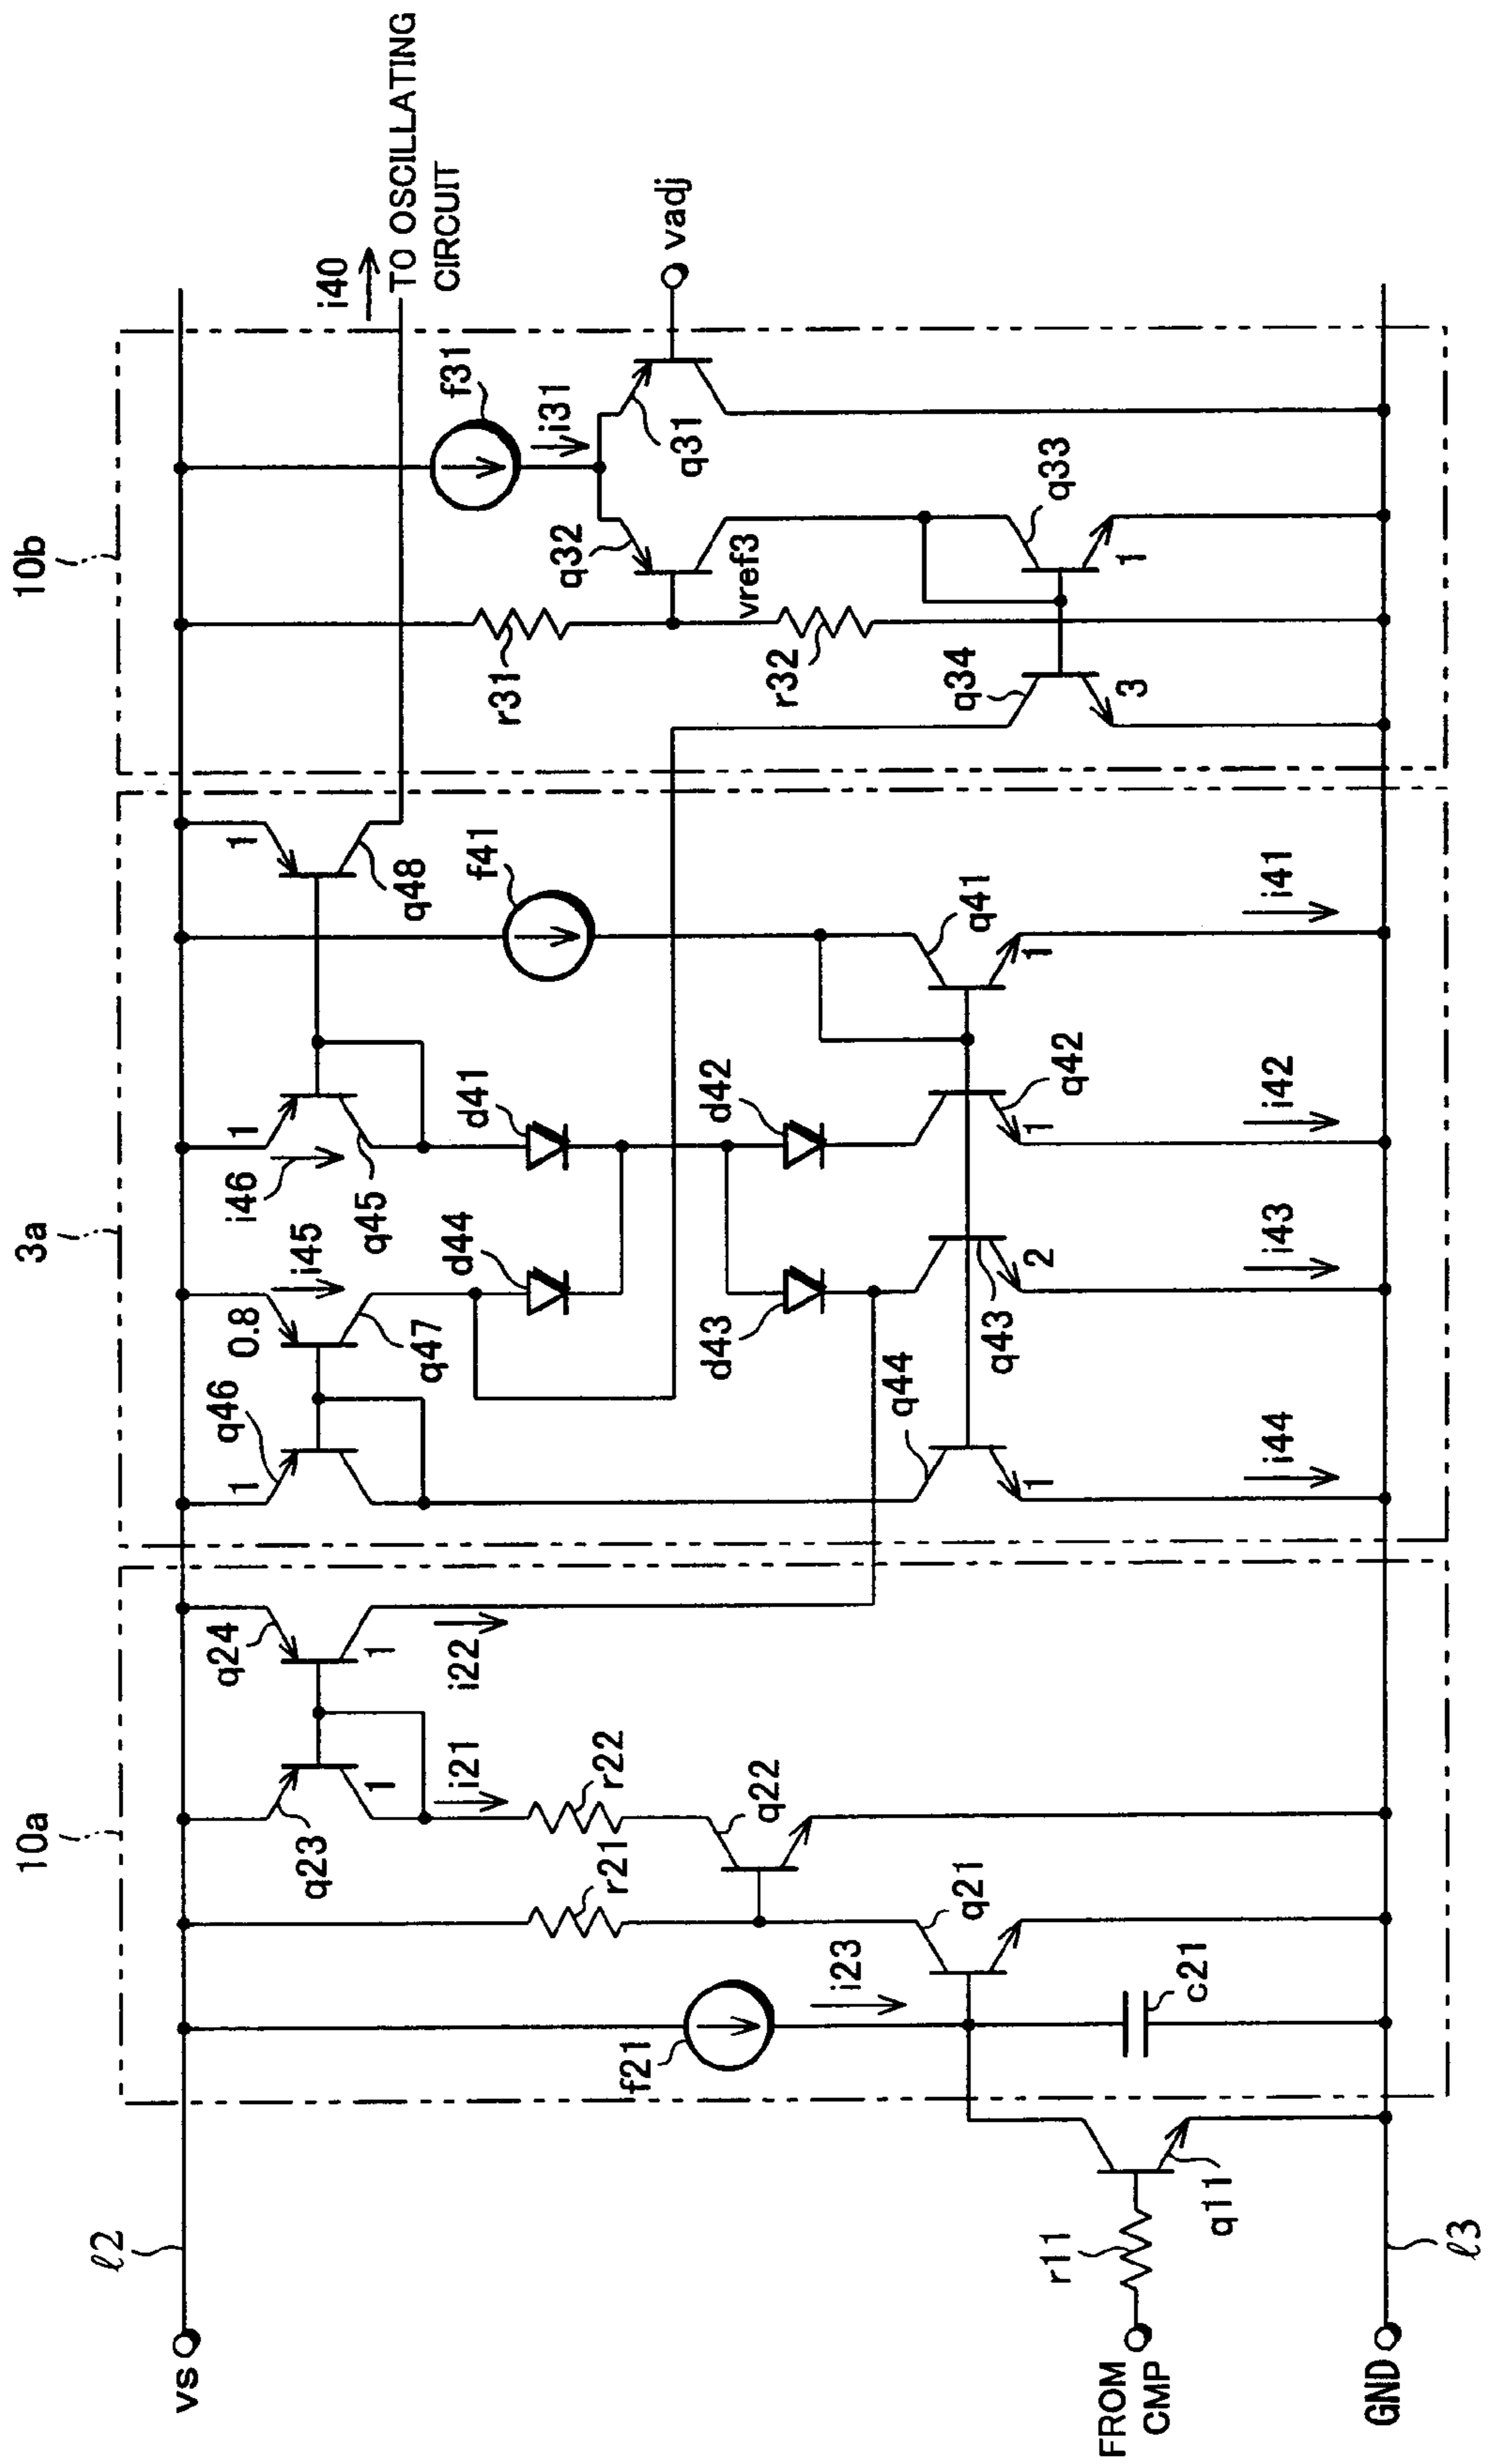 10a
3a
10b
ℓ2
vs
q23
q24
q46
1
0.8
i45
q47
i46
1
q45
1
q48
i40
TO OSCILLATING
CIRCUIT
1
i21
1
i22
r21
r22
d44
d41
f41
r31
q32
f31
i31
q31
vadj
f21
i23
q22
q21
d43
d42
r32
vref3
q44
q43
2
q42
1
q41
1
1
q34
3
q33
1
FROM
CMP
r11
q11
c21
i44
i43
i42
i41
GND
ℓ3